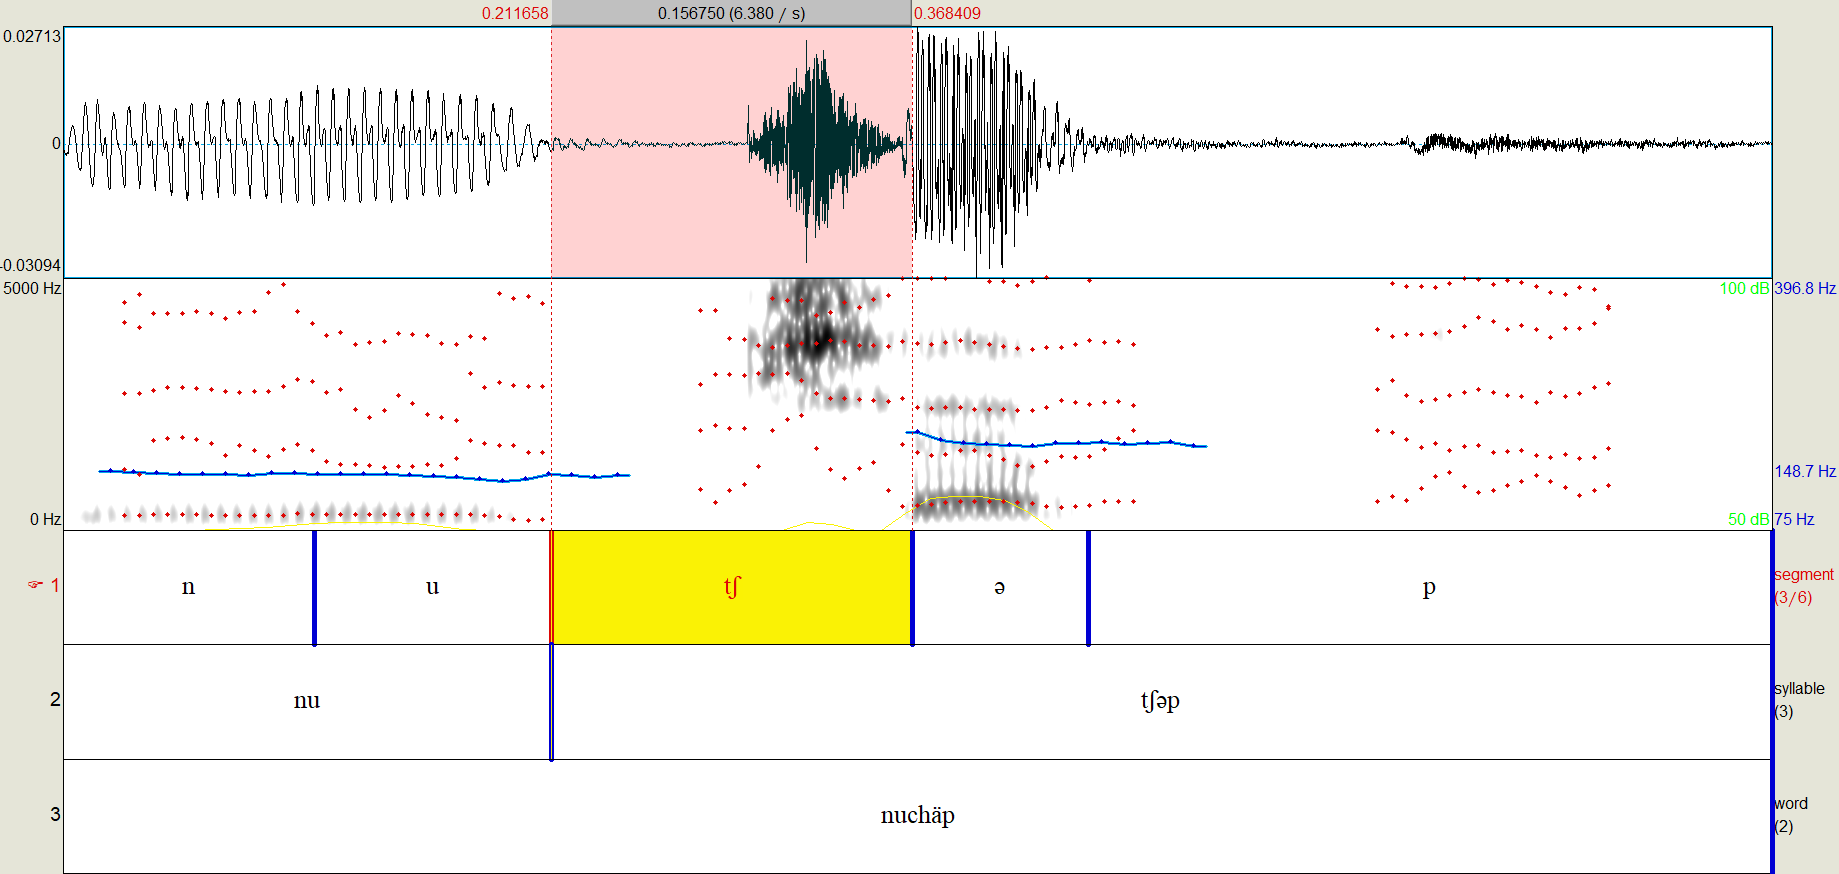 0.211658 0.156750 (6.380 / s) 0.368409
0.02713
0
-0.03094
5000 Hz 100 dB 396.8 Hz
148.7 Hz
0 Hz 50 dB 75 Hz
☞ 1 n u tʃ ə p segment
(3/6)
2 nu tʃəp syllable
(3)
3 nuchäp word
(2)